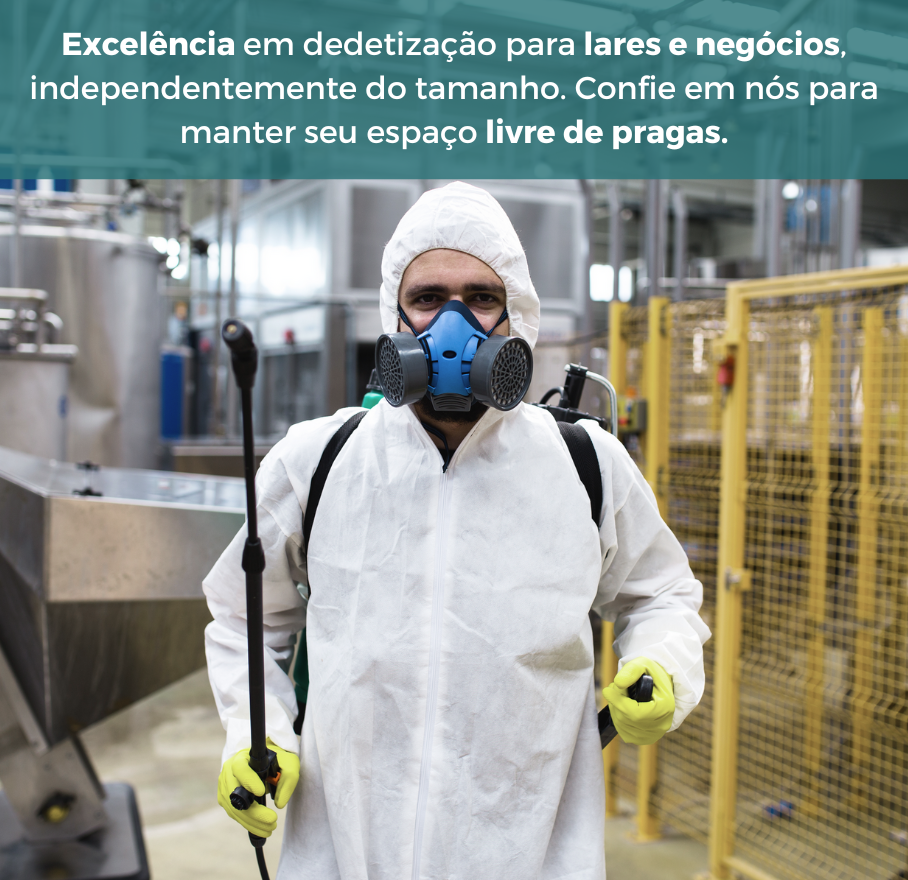 Excelência em dedetização para lares e negócios,
independentemente do tamanho. Confie em nós para
manter seu espaço livre de pragas.